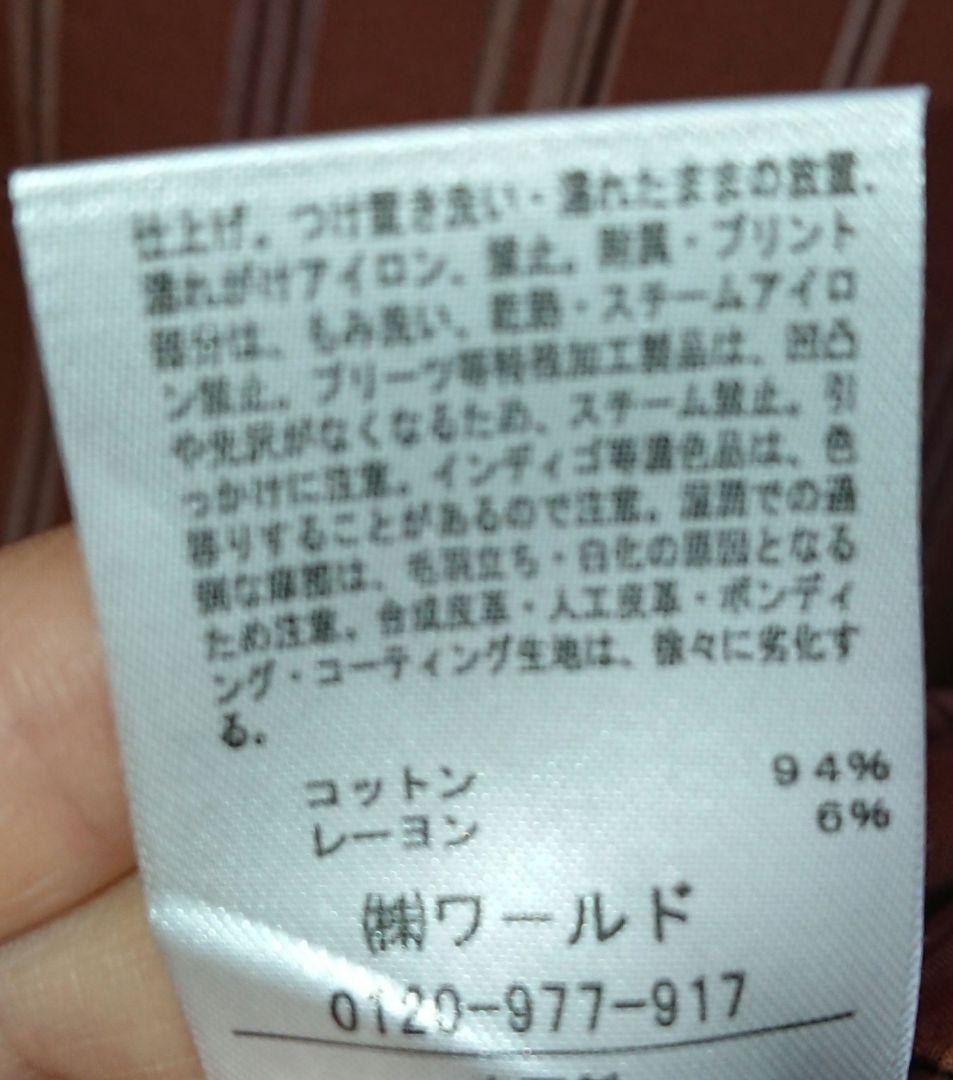 仕上げ。つけ置き洗い・濡れたままの放置、
濡れがけアイロン、禁止。附属・プリント
部分は、もみ洗い、乾熱・スチームアイロ
ン禁止。プリーツ等特殊加工製品は、凹凸
や光沢がなくなるため、スチーム禁止。引
っかけに注意。インディゴ等濃色品は、色
移りすることがあるので注意。湿潤での過
剰な摩擦は、毛羽立ち・白化の原因となる
ため注意。合成皮革・人工皮革・ボンディ
ング・コーティング生地は、徐々に劣化す
る。
コットン 94%
レーヨン 6%
㈱ワールド
0120-977-917